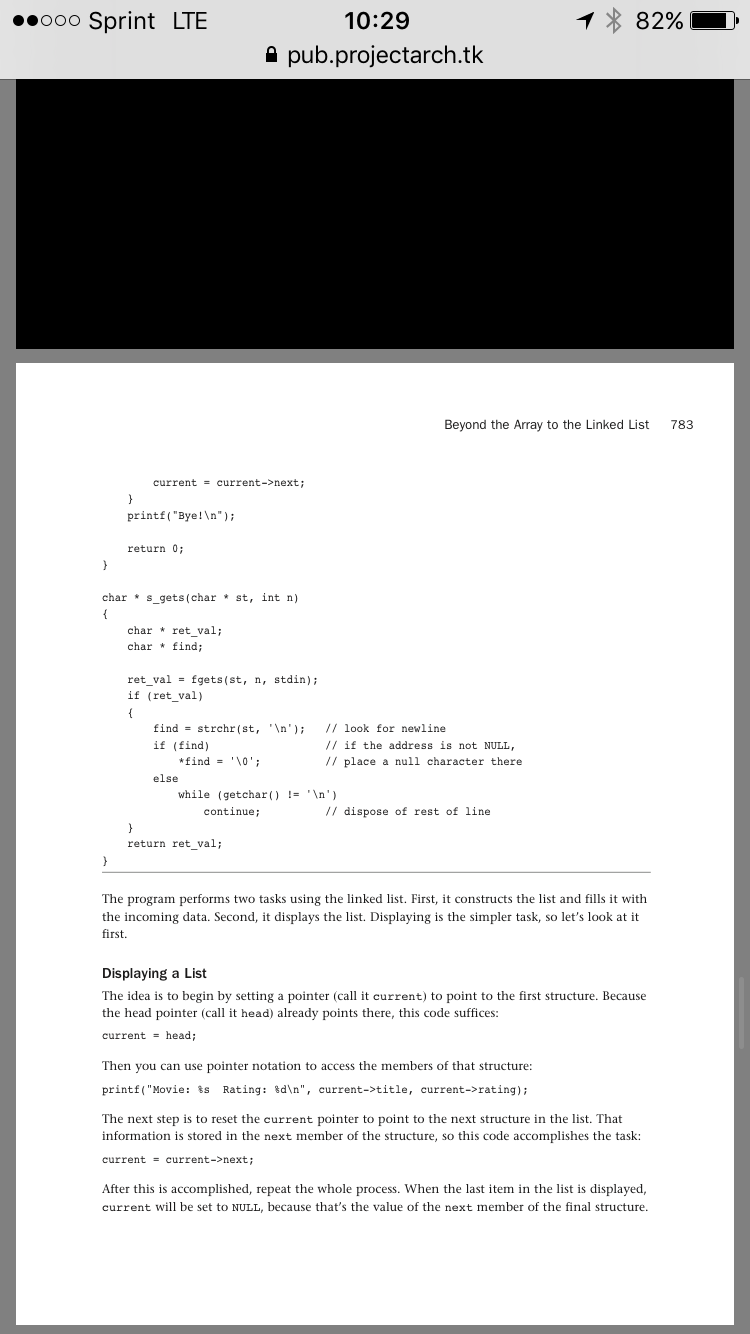 Sprint LTE 10:29 82%
pub.projectarch.tk
Beyond the Array to the Linked List 783
        current = current->next;
    }
    printf("Bye!\n");
    return 0;
}
char * s_gets(char * st, int n)
{
    char * ret_val;
    char * find;
    ret_val = fgets(st, n, stdin);
    if (ret_val)
    {
        find = strchr(st, '\n');   // look for newline
        if (find)                  // if the address is not NULL,
            *find = '\0';          // place a null character there
        else
            while (getchar() != '\n')
                continue;          // dispose of rest of line
    }
    return ret_val;
}
The program performs two tasks using the linked list. First, it constructs the list and fills it with
the incoming data. Second, it displays the list. Displaying is the simpler task, so let's look at it
first.
Displaying a List
The idea is to begin by setting a pointer (call it current) to point to the first structure. Because
the head pointer (call it head) already points there, this code suffices:
current = head;
Then you can use pointer notation to access the members of that structure:
printf("Movie: %s  Rating: %d\n", current->title, current->rating);
The next step is to reset the current pointer to point to the next structure in the list. That
information is stored in the next member of the structure, so this code accomplishes the task:
current = current->next;
After this is accomplished, repeat the whole process. When the last item in the list is displayed,
current will be set to NULL, because that's the value of the next member of the final structure.